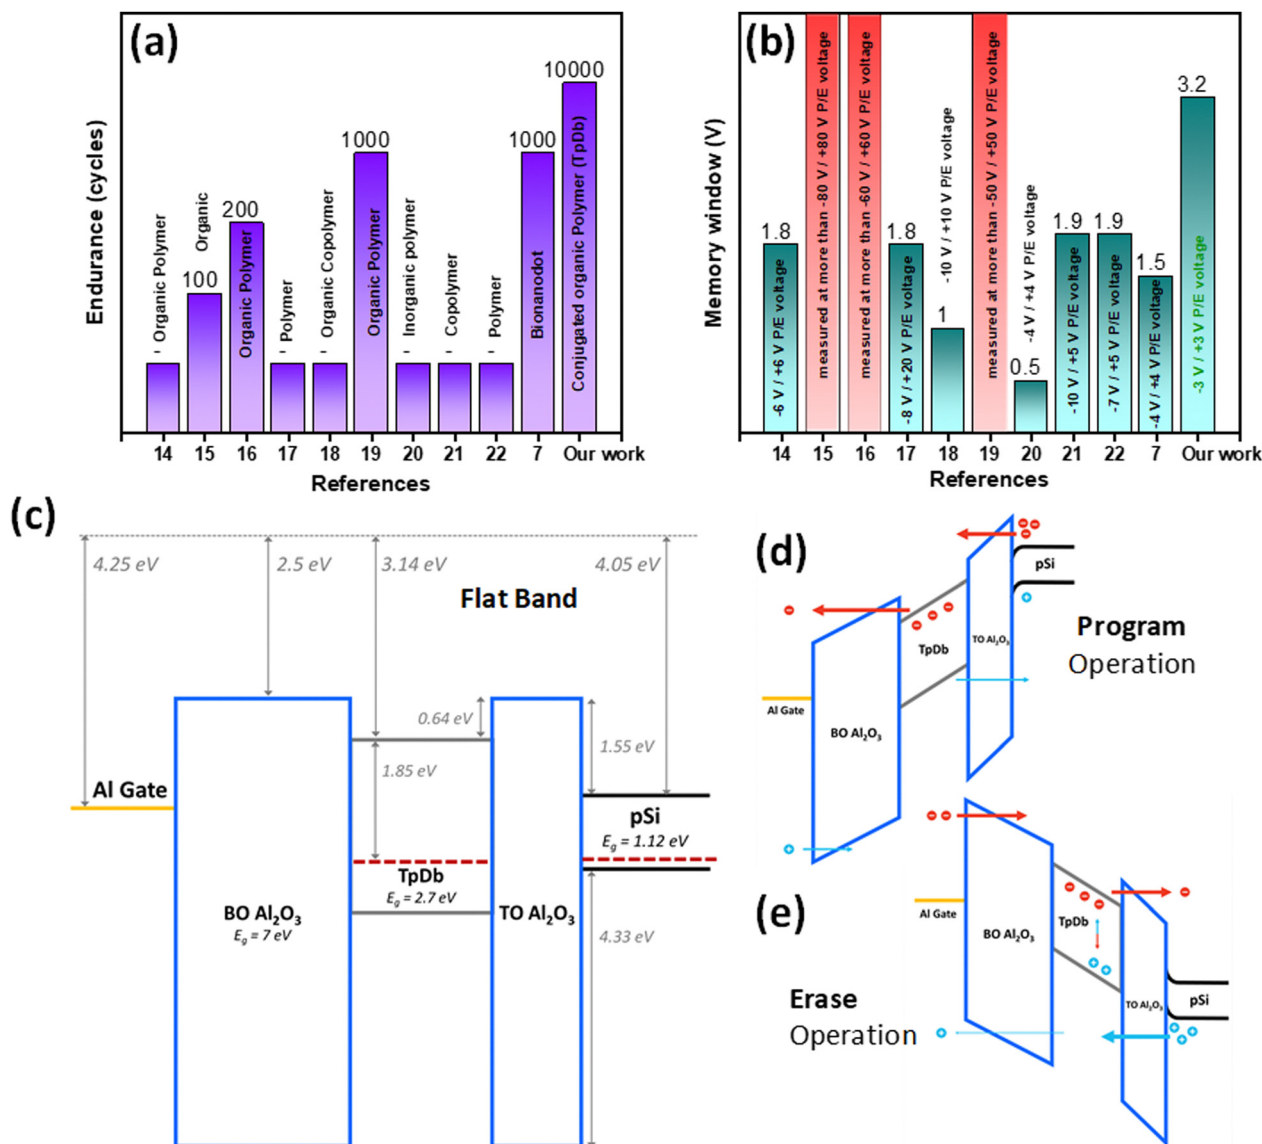 (a)
Endurance (cycles)
- Organic Polymer
100
Organic
200
Organic Polymer
- Polymer
- Organic Copolymer
1000
Organic Polymer
- Inorganic polymer
- Copolymer
- Polymer
1000
Bionanodot
10000
Conjugated organic Polymer (TpDb)
14 15 16 17 18 19 20 21 22 7 Our work
References
(b)
Memory window (V)
1.8
-6 V / +6 V P/E voltage
measured at more than -80 V / +80 V P/E voltage
measured at more than -60 V / +60 V P/E voltage
1.8
-8 V / +20 V P/E voltage
1
-10 V / +10 V P/E voltage
measured at more than -50 V / +50 V P/E voltage
0.5
-4 V / +4 V P/E voltage
1.9
-10 V / +5 V P/E voltage
1.9
-7 V / +5 V P/E voltage
1.5
-4 V / +4 V P/E voltage
3.2
-3 V / +3 V P/E voltage
14 15 16 17 18 19 20 21 22 7 Our work
References
(c)
4.25 eV
2.5 eV
3.14 eV
4.05 eV
Flat Band
0.64 eV
1.55 eV
1.85 eV
Al Gate
pSi
Eg = 1.12 eV
TpDb
Eg = 2.7 eV
BO Al2O3
Eg = 7 eV
TO Al2O3
4.33 eV
(d)
pSi
TpDb
TO Al2O3
Al Gate
BO Al2O3
Program
Operation
(e)
Al Gate
BO Al2O3
TpDb
TO Al2O3
pSi
Erase
Operation